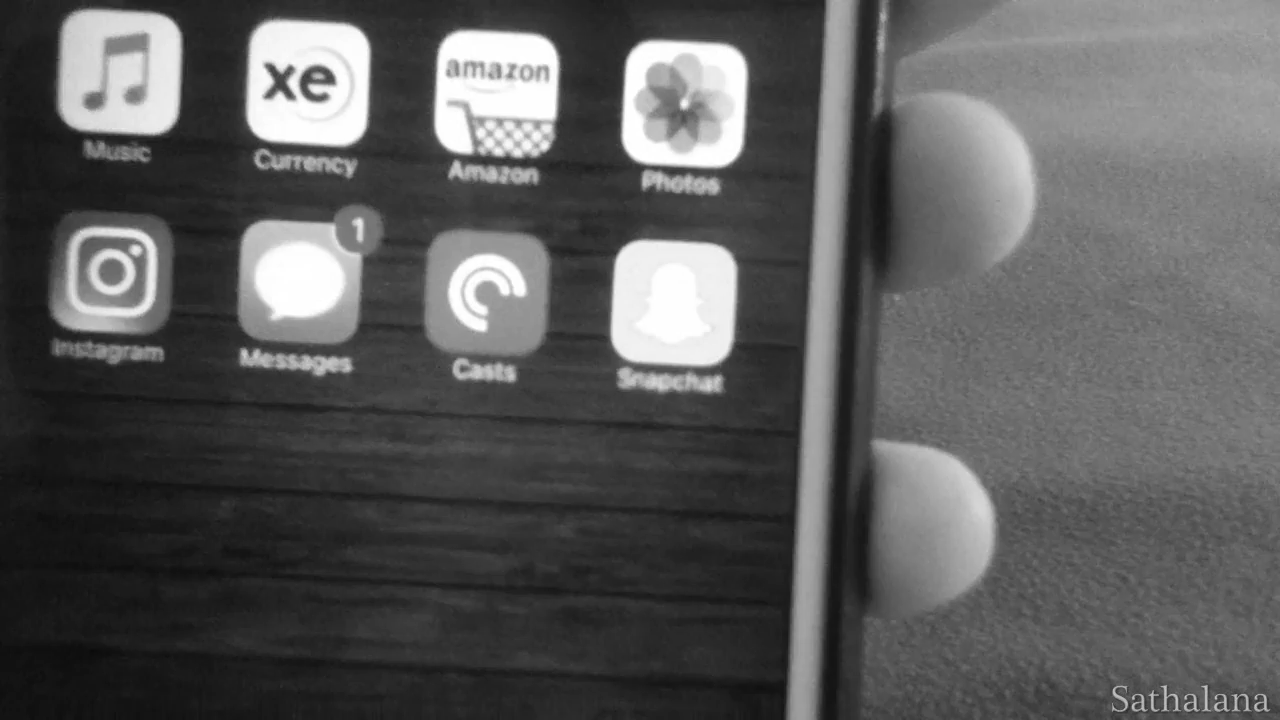 xe
amazon
Music
Currency
Amazon
Photos
1
Instagram
Messages
Casts
Snapchat
Sathalana